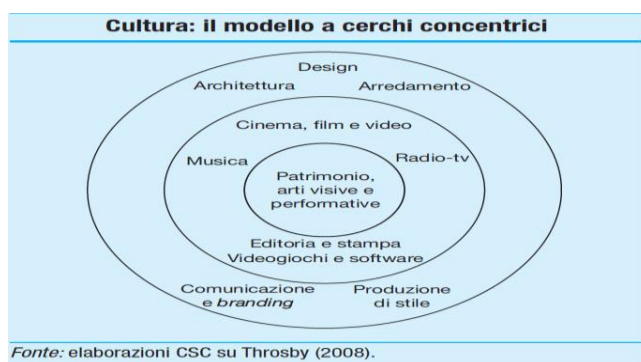 Cultura: il modello a cerchi concentrici
Design
Architettura
Arredamento
Cinema, film e video
Musica
Radio-tv
Patrimonio,
arti visive e
performative
Editoria e stampa
Videogiochi e software
Comunicazione
e branding
Produzione
di stile
Fonte: elaborazioni CSC su Throsby (2008).